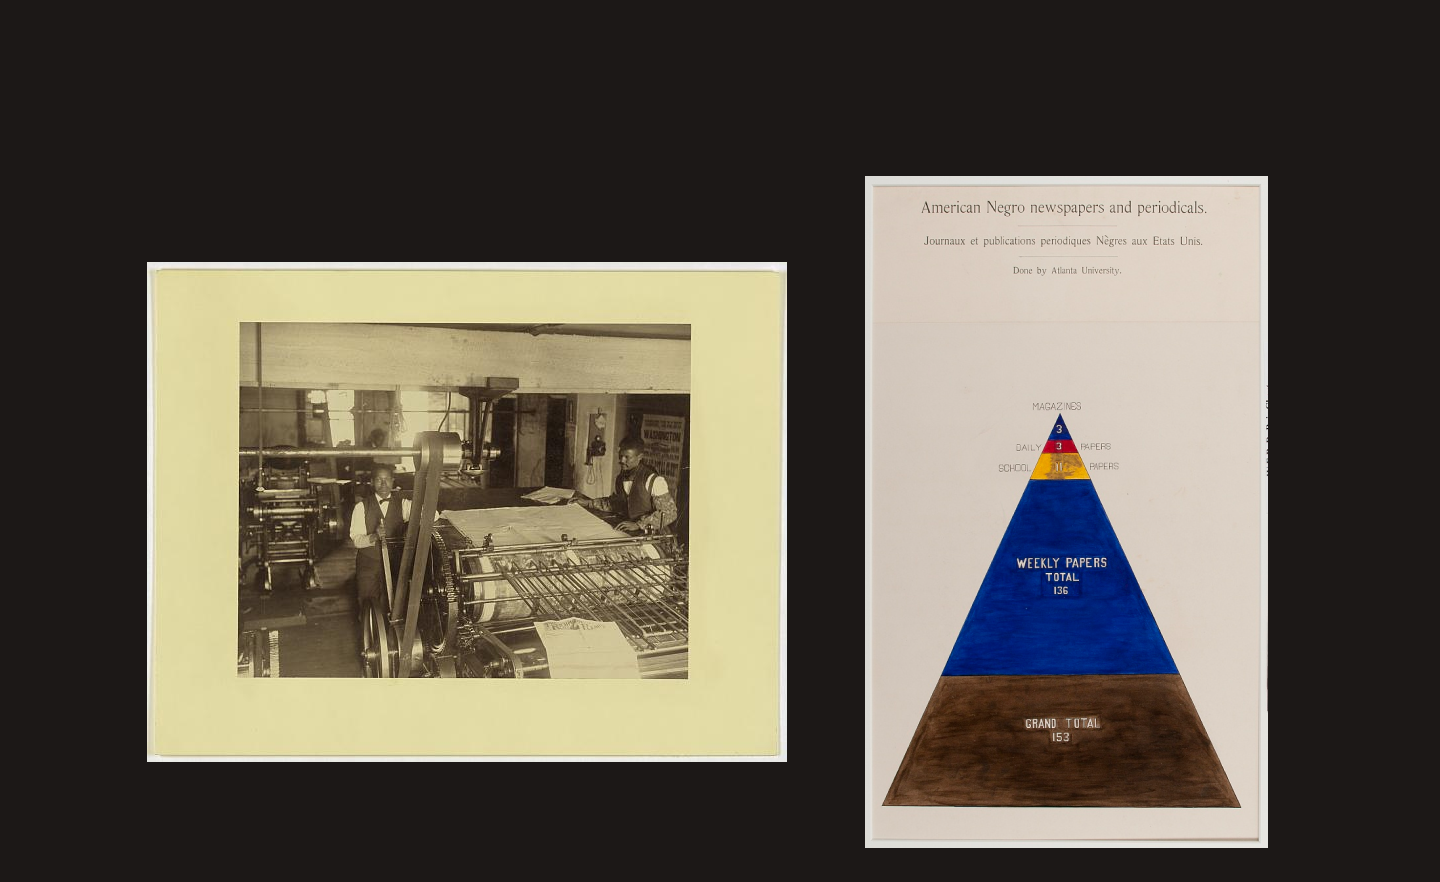 WASHINGTON
American Negro newspapers and periodicals.
Journaux et publications periodiques Nègres aux Etats Unis.
Done by Atlanta University.
MAGAZINES
3
DAILY 3 PAPERS
SCHOOL 11 PAPERS
WEEKLY PAPERS
TOTAL
136
GRAND TOTAL
153